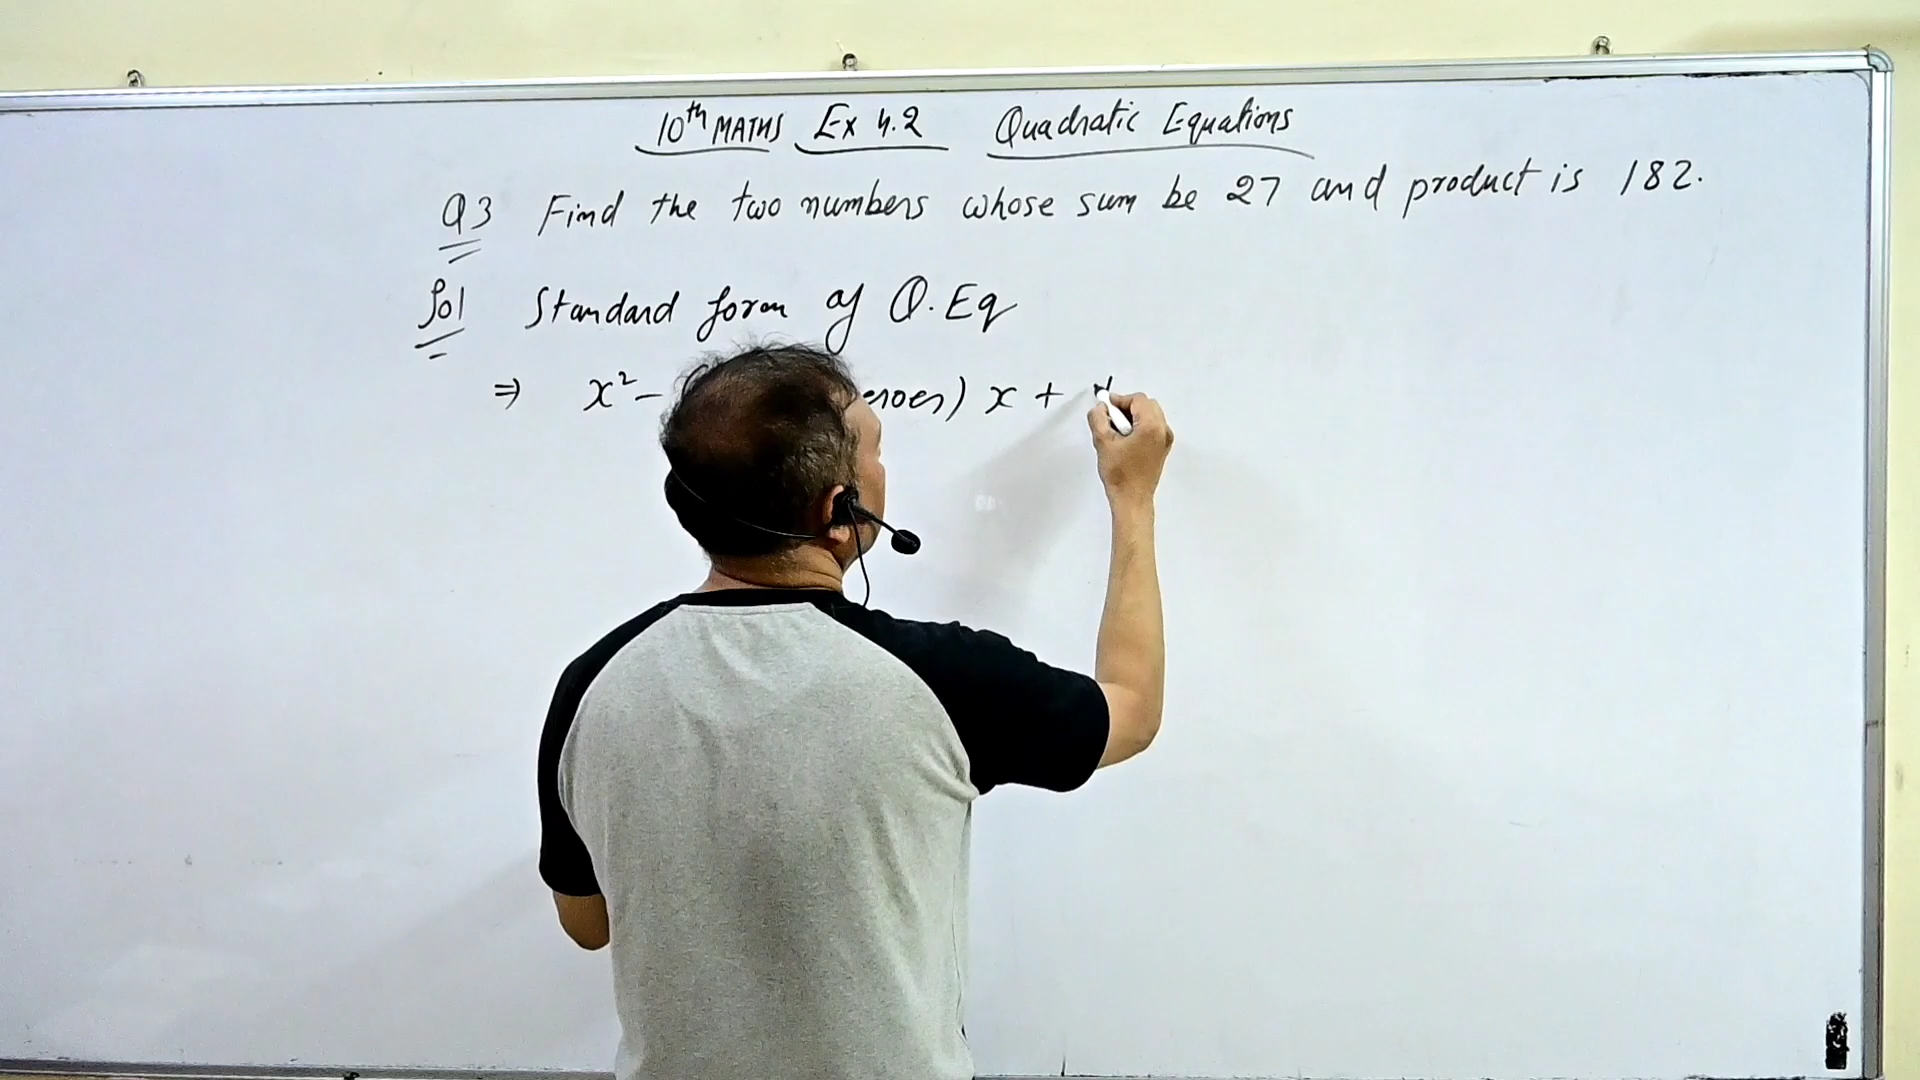 10th MATHS Ex 4.2 Quadratic Equations
Q3 Find the two numbers whose sum be 27 and product is 182.
Sol Standard form of Q.Eq
⇒ x² - eroes) x +